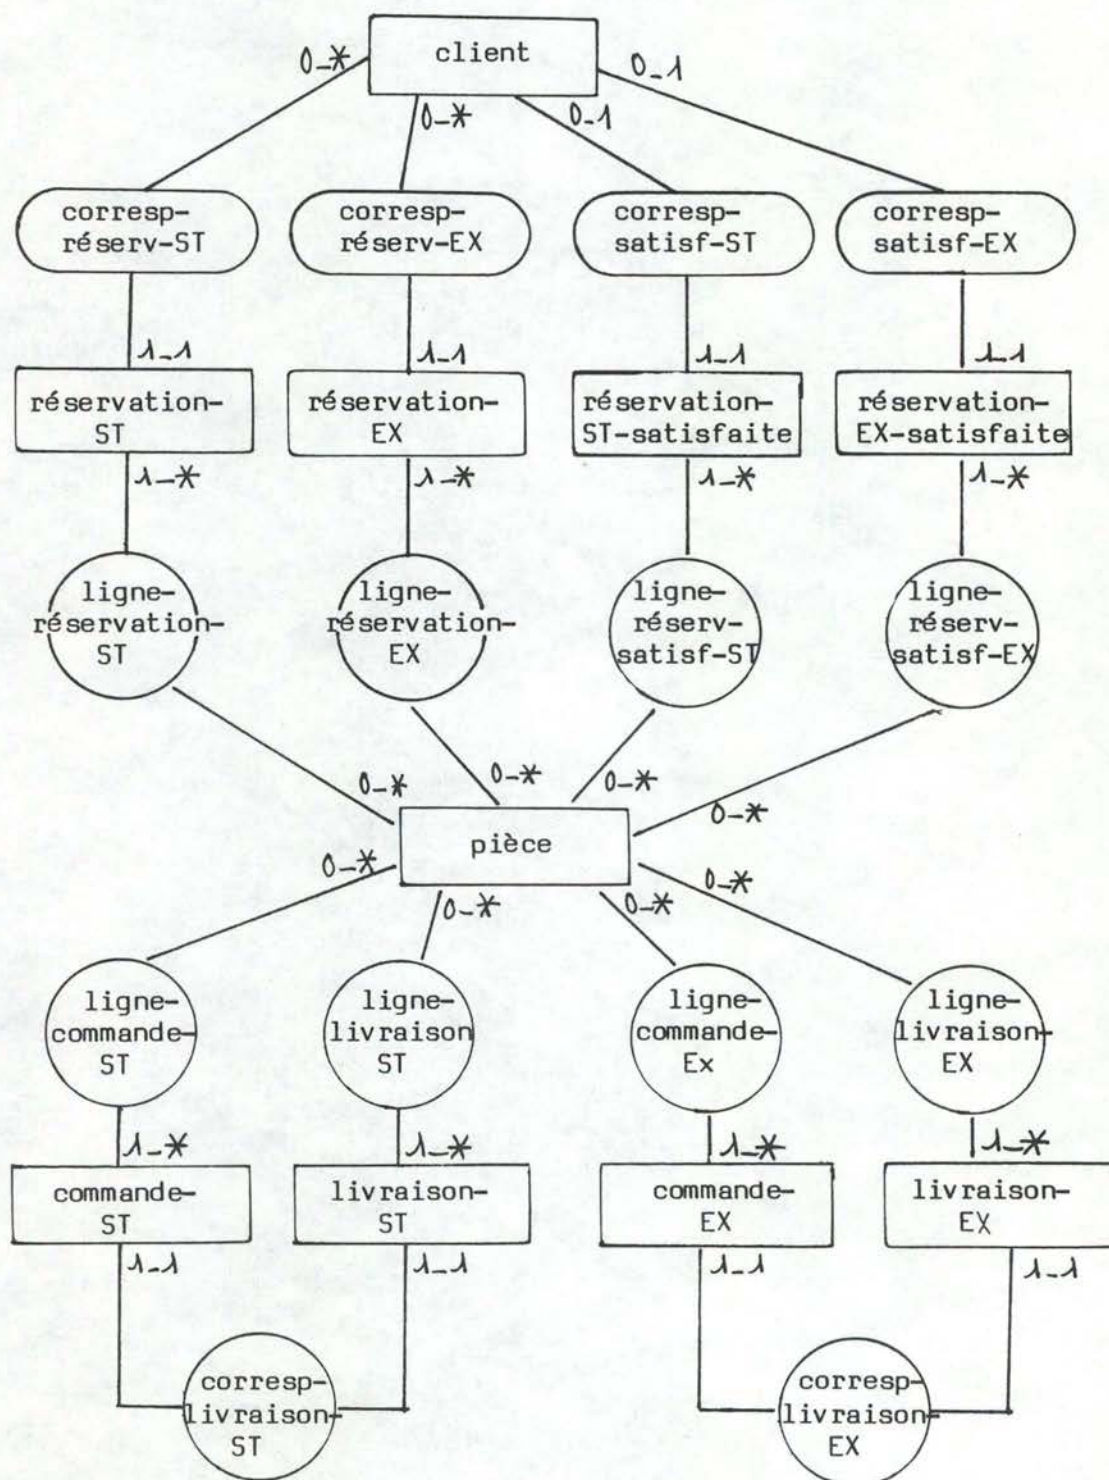 client
0-*
0-*
0-1
0-1
corresp-
réserv-ST
corresp-
réserv-EX
corresp-
satisf-ST
corresp-
satisf-EX
1-1
1-1
1-1
1-1
réservation-
ST
réservation-
EX
réservation-
ST-satisfaite
réservation-
EX-satisfaite
1-*
1-*
1-*
1-*
ligne-
réservation-
ST
ligne-
réservation-
EX
ligne-
réserv-
satisf-ST
ligne-
réserv-
satisf-EX
0-*
0-*
0-*
0-*
pièce
0-*
0-*
0-*
0-*
ligne-
commande-
ST
ligne-
livraison
ST
ligne-
commande-
Ex
ligne-
livraison-
EX
1-*
1-*
1-*
1-*
commande-
ST
livraison-
ST
commande-
EX
livraison-
EX
1-1
1-1
1-1
1-1
corresp-
livraison-
ST
corresp-
livraison-
EX